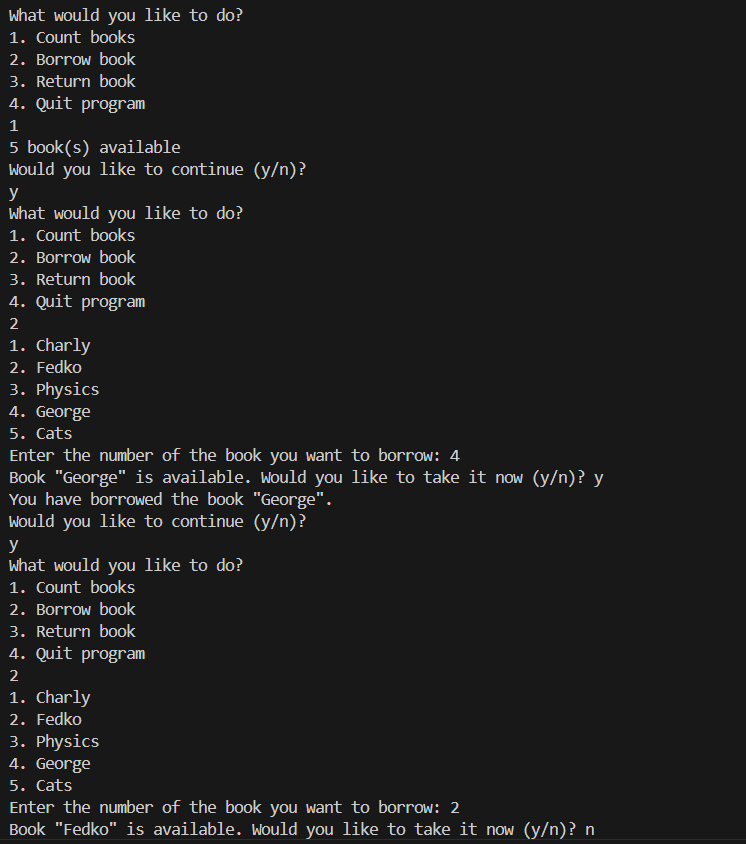 What would you like to do?
1. Count books
2. Borrow book
3. Return book
4. Quit program
1
5 book(s) available
Would you like to continue (y/n)?
y
What would you like to do?
1. Count books
2. Borrow book
3. Return book
4. Quit program
2
1. Charly
2. Fedko
3. Physics
4. George
5. Cats
Enter the number of the book you want to borrow: 4
Book "George" is available. Would you like to take it now (y/n)? y
You have borrowed the book "George".
Would you like to continue (y/n)?
y
What would you like to do?
1. Count books
2. Borrow book
3. Return book
4. Quit program
2
1. Charly
2. Fedko
3. Physics
4. George
5. Cats
Enter the number of the book you want to borrow: 2
Book "Fedko" is available. Would you like to take it now (y/n)? n